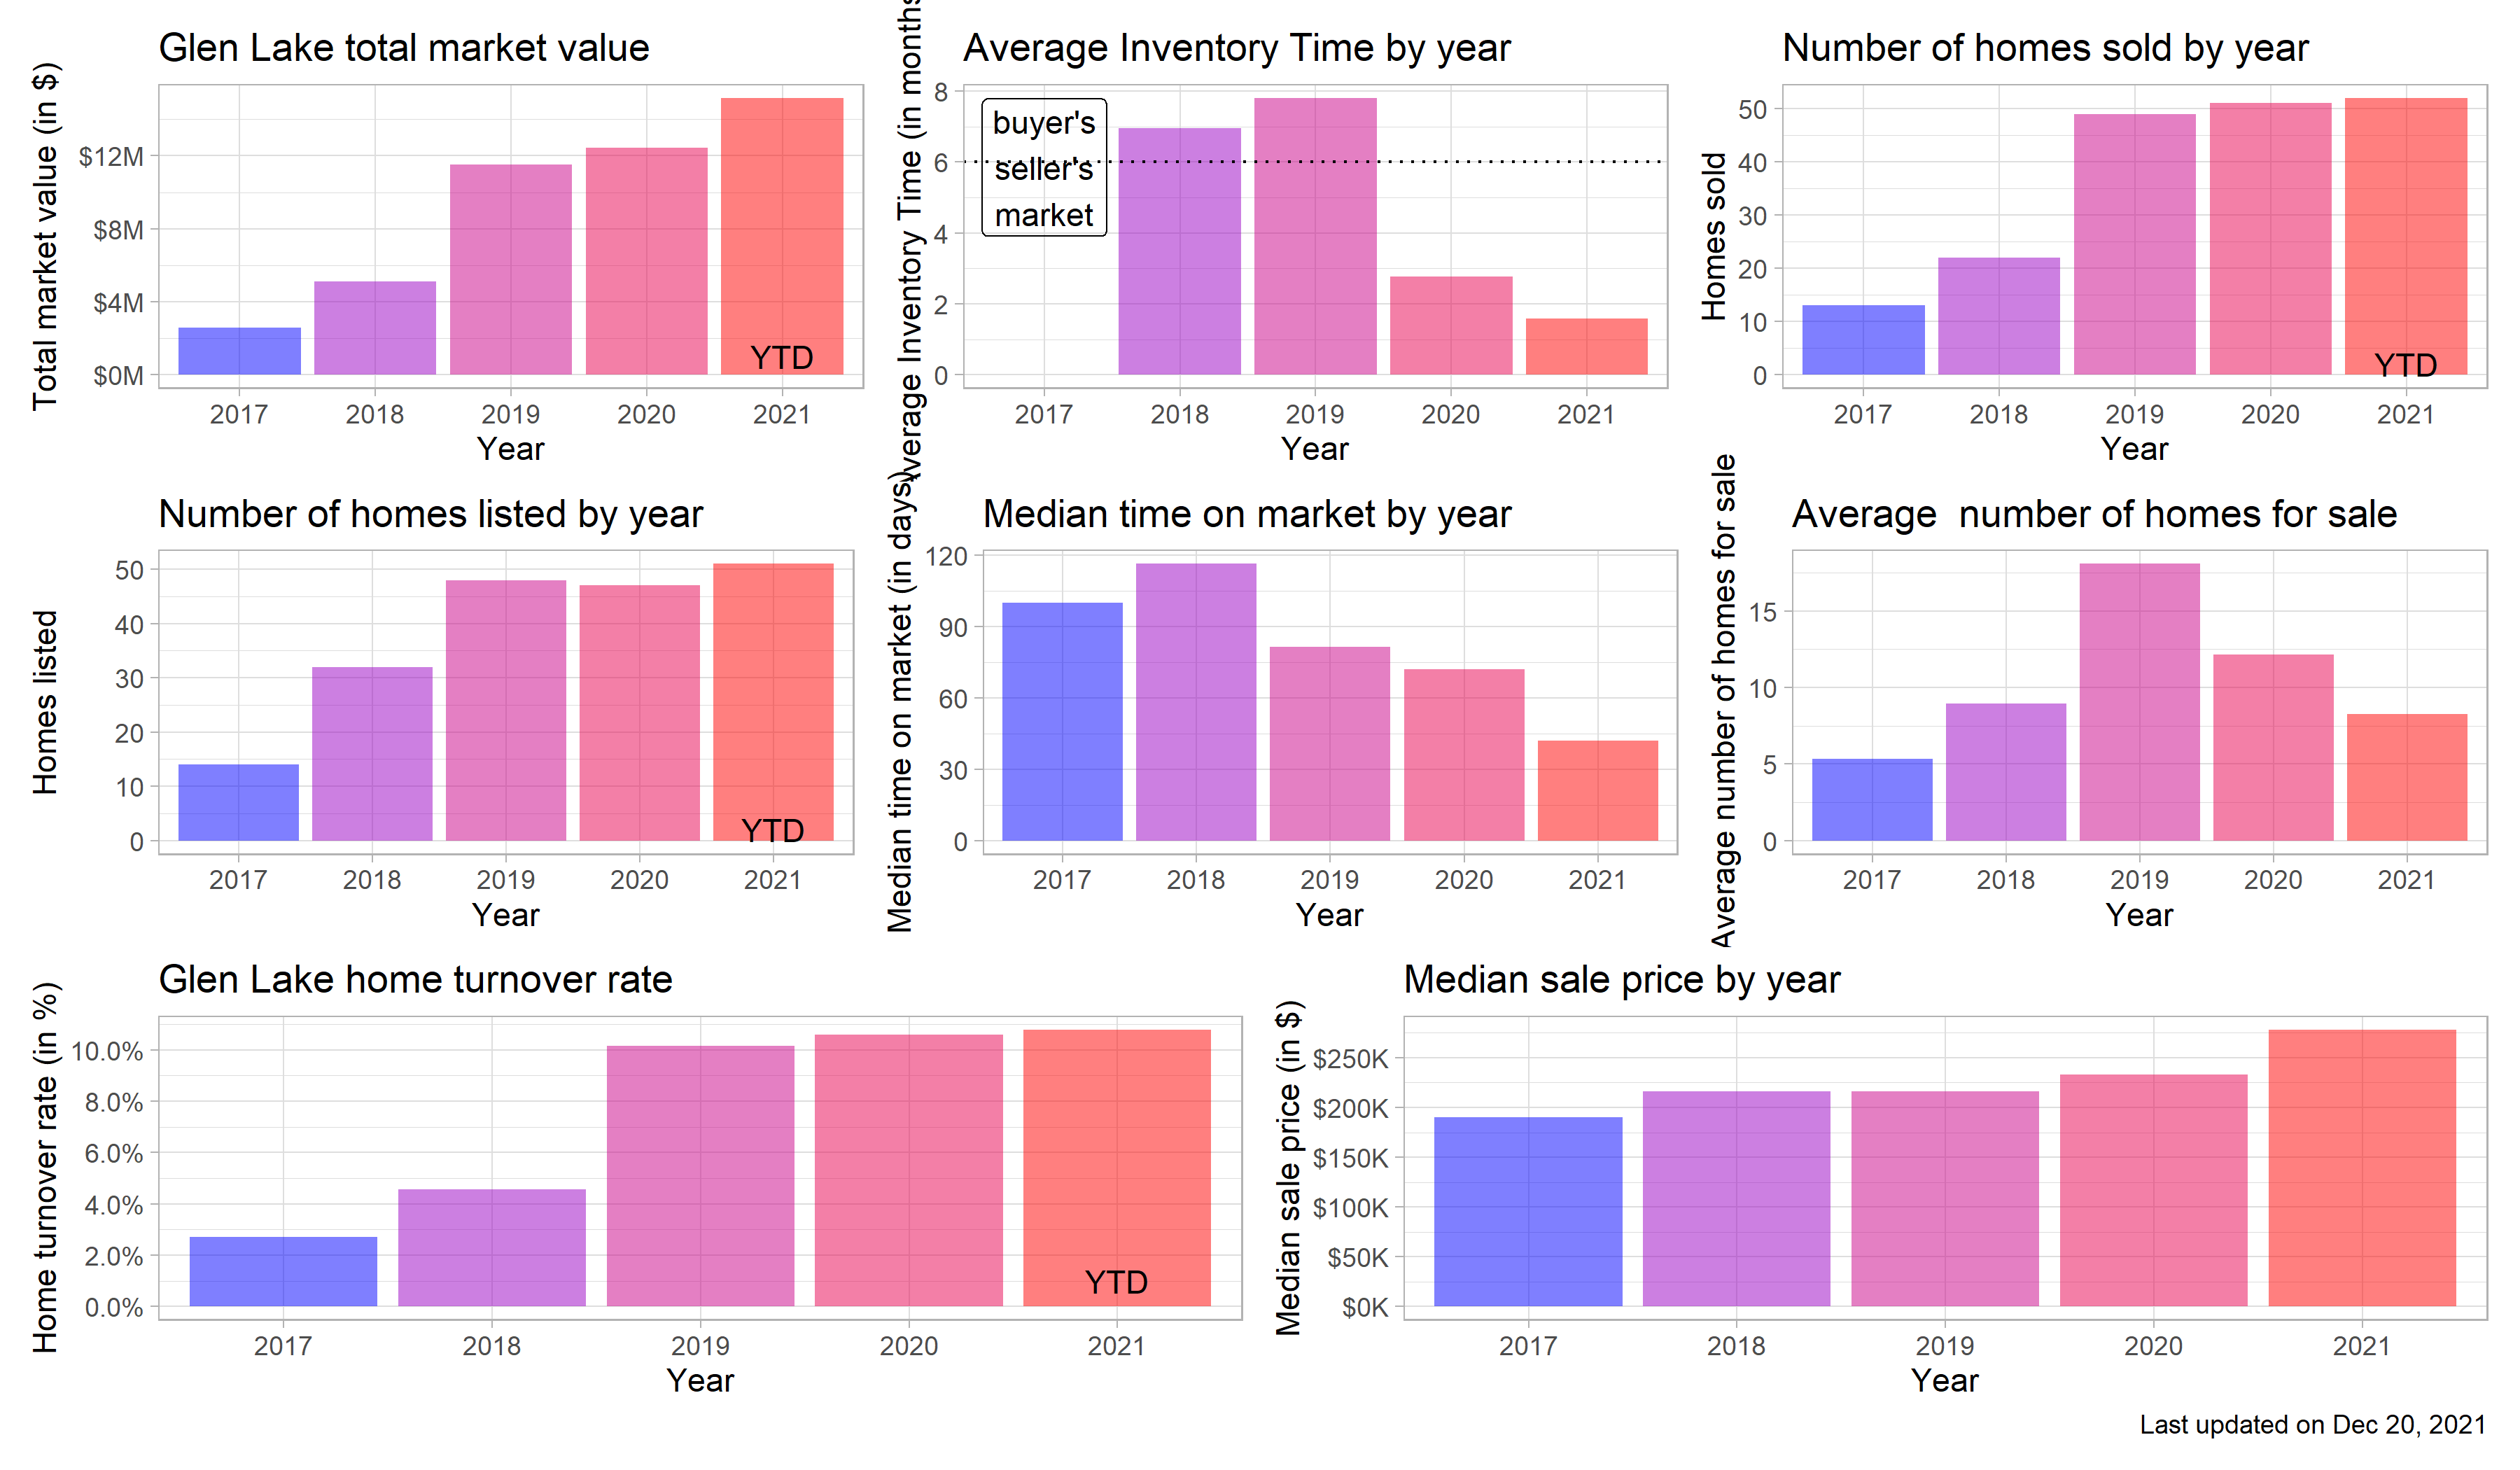 Glen Lake total market value
Total market value (in $)
$12M
$8M
$4M
$0M
YTD
2017 2018 2019 2020 2021
Year
Average Inventory Time by year
Average Inventory Time (in months
8
6
4
2
0
buyer's
seller's
market
2017 2018 2019 2020 2021
Year
Number of homes sold by year
Homes sold
50
40
30
20
10
0
YTD
2017 2018 2019 2020 2021
Year
Number of homes listed by year
Homes listed
50
40
30
20
10
0
YTD
2017 2018 2019 2020 2021
Year
Median time on market by year
Median time on market (in days)
120
90
60
30
0
2017 2018 2019 2020 2021
Year
Average  number of homes for sale
Average number of homes for sale
15
10
5
0
2017 2018 2019 2020 2021
Year
Glen Lake home turnover rate
Home turnover rate (in %)
10.0%
8.0%
6.0%
4.0%
2.0%
0.0%
YTD
2017 2018 2019 2020 2021
Year
Median sale price by year
Median sale price (in $)
$250K
$200K
$150K
$100K
$50K
$0K
2017 2018 2019 2020 2021
Year
Last updated on Dec 20, 2021